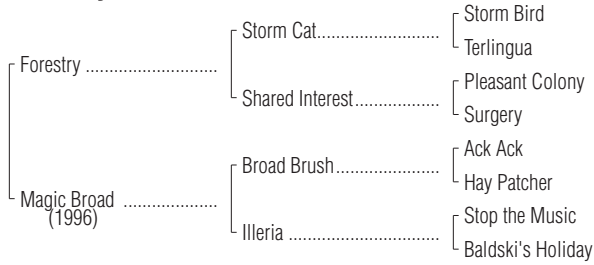 Storm Bird
Storm Cat..............................
Terlingua
Forestry ...........................
Pleasant Colony
Shared Interest.....................
Surgery
Ack Ack
Broad Brush..........................
Hay Patcher
Magic Broad ....................
(1996)
Stop the Music
Illeria .....................................
Baldski's Holiday